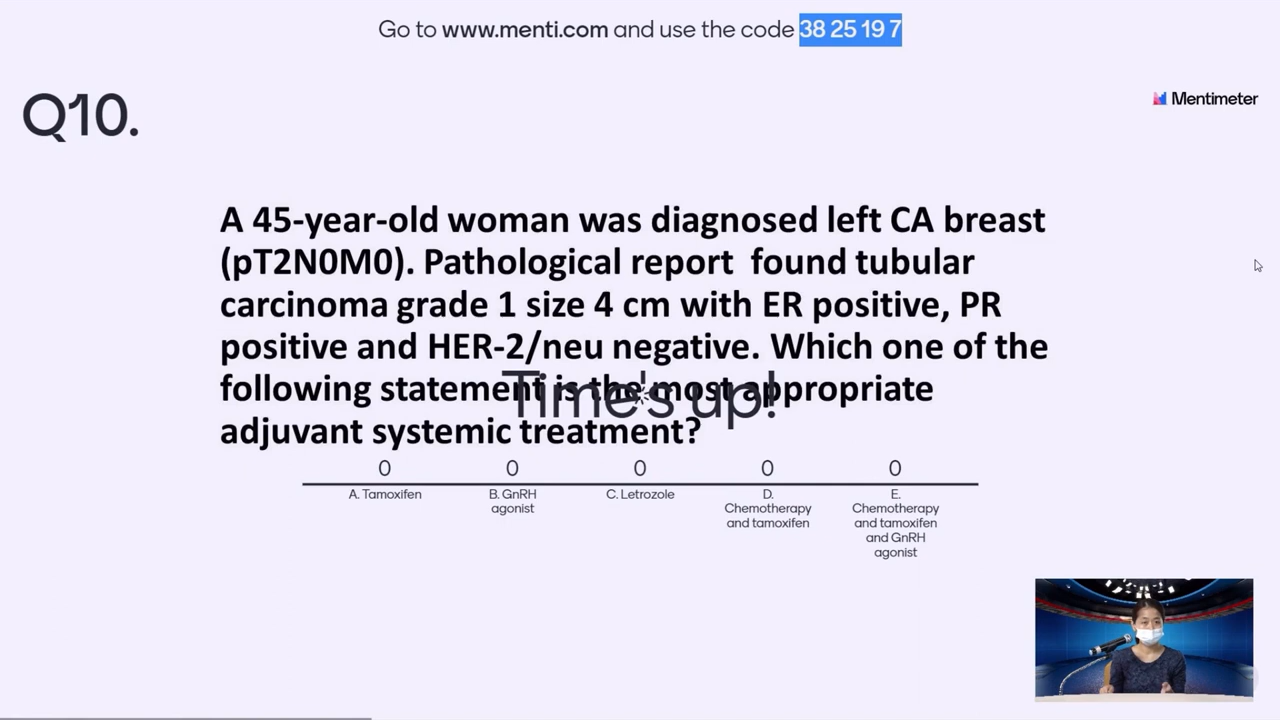 Go to www.menti.com and use the code 38 25 19 7
Q10.
Mentimeter
A 45-year-old woman was diagnosed left CA breast
(pT2N0M0). Pathological report  found tubular
carcinoma grade 1 size 4 cm with ER positive, PR
positive and HER-2/neu negative. Which one of the
following statement is the most appropriate
Time's up!
adjuvant systemic treatment?
0 0 0 0 0
A. Tamoxifen
B. GnRH
agonist
C. Letrozole
D.
Chemotherapy
and tamoxifen
E.
Chemotherapy
and tamoxifen
and GnRH
agonist